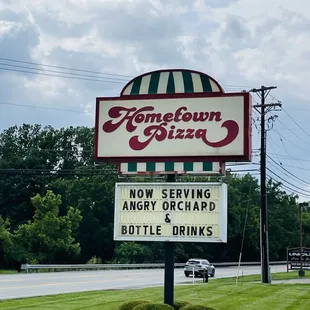 Hometown
Pizza
NOW SERVING
ANGRY ORCHARD
&
BOTTLE DRINKS